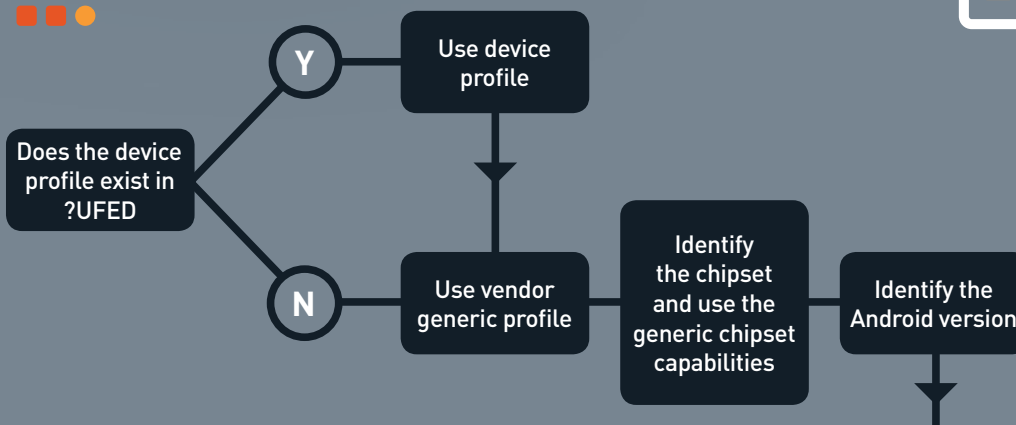 Does the device
profile exist in
?UFED
Y
Use device
profile
N
Use vendor
generic profile
Identify
the chipset
and use the
generic chipset
capabilities
Identify the
Android version